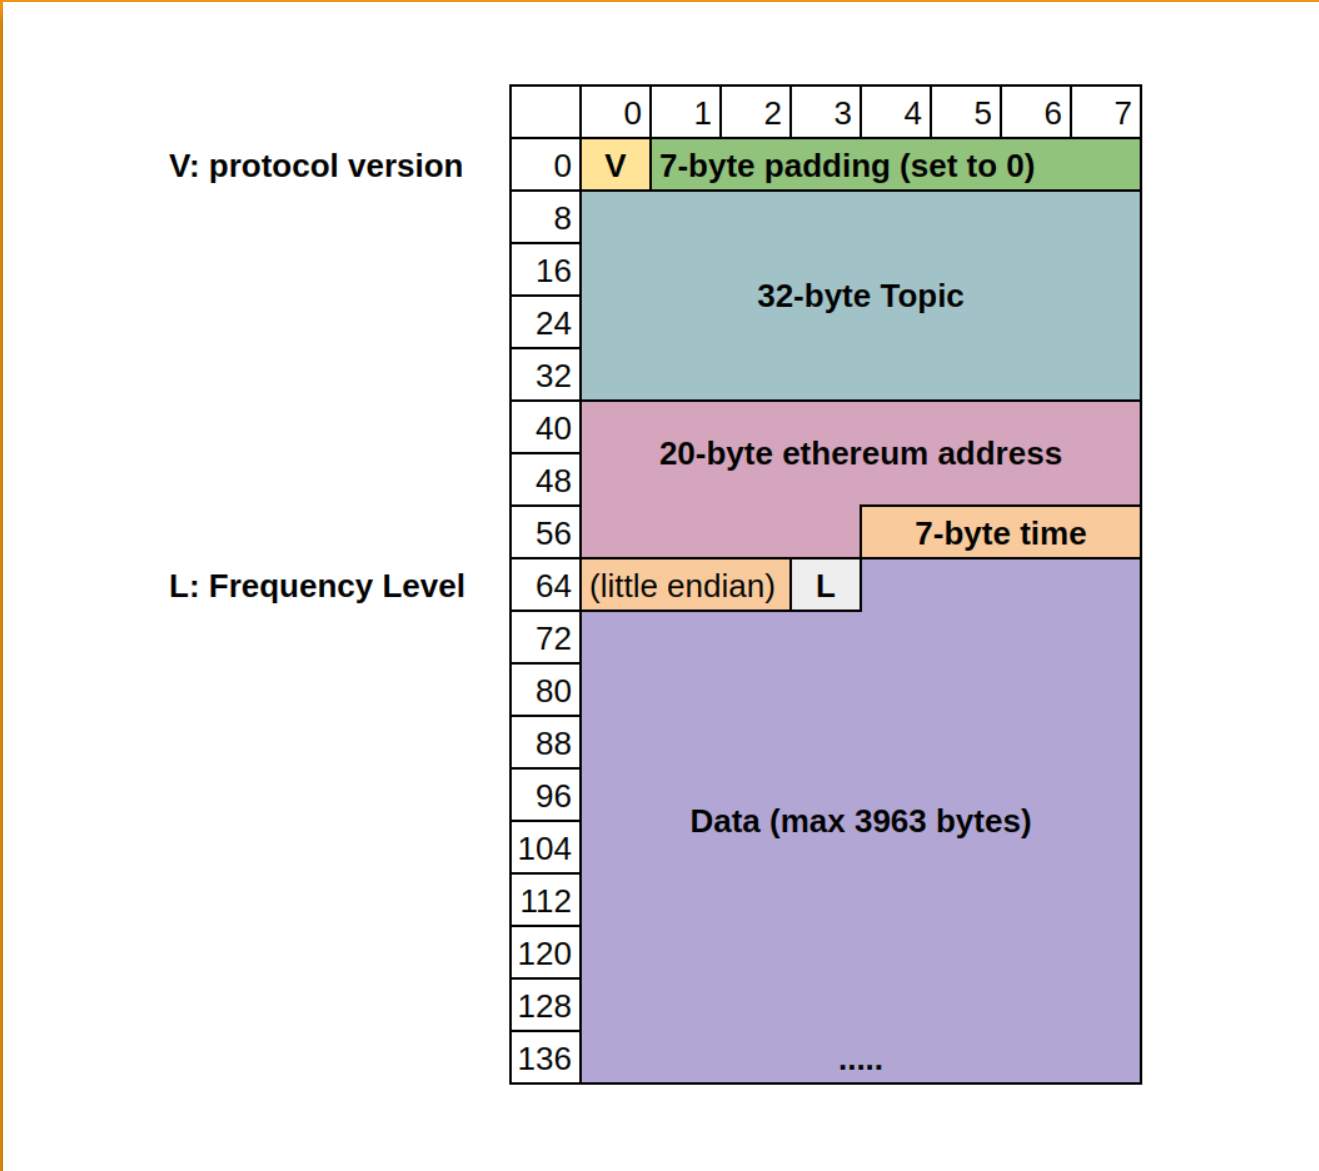 0 1 2 3 4 5 6 7
V: protocol version 0 V 7-byte padding (set to 0)
8
16
32-byte Topic
24
32
40
20-byte ethereum address
48
56 7-byte time
L: Frequency Level 64 (little endian) L
72
80
88
96
Data (max 3963 bytes)
104
112
120
128
136 .....